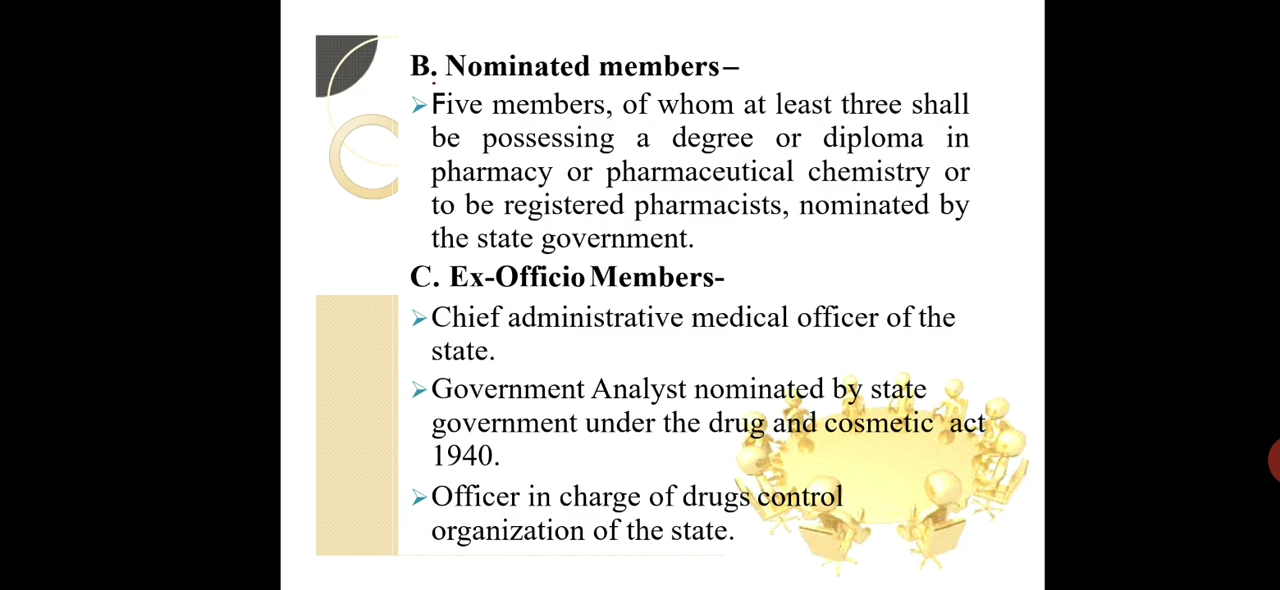 B. Nominated members–
➢Five members, of whom at least three shall
be possessing a degree or diploma in
pharmacy or pharmaceutical chemistry or
to be registered pharmacists, nominated by
the state government.
C. Ex-Officio Members-
➢Chief administrative medical officer of the
state.
➢Government Analyst nominated by state
government under the drug and cosmetic act
1940.
➢Officer in charge of drugs control
organization of the state.